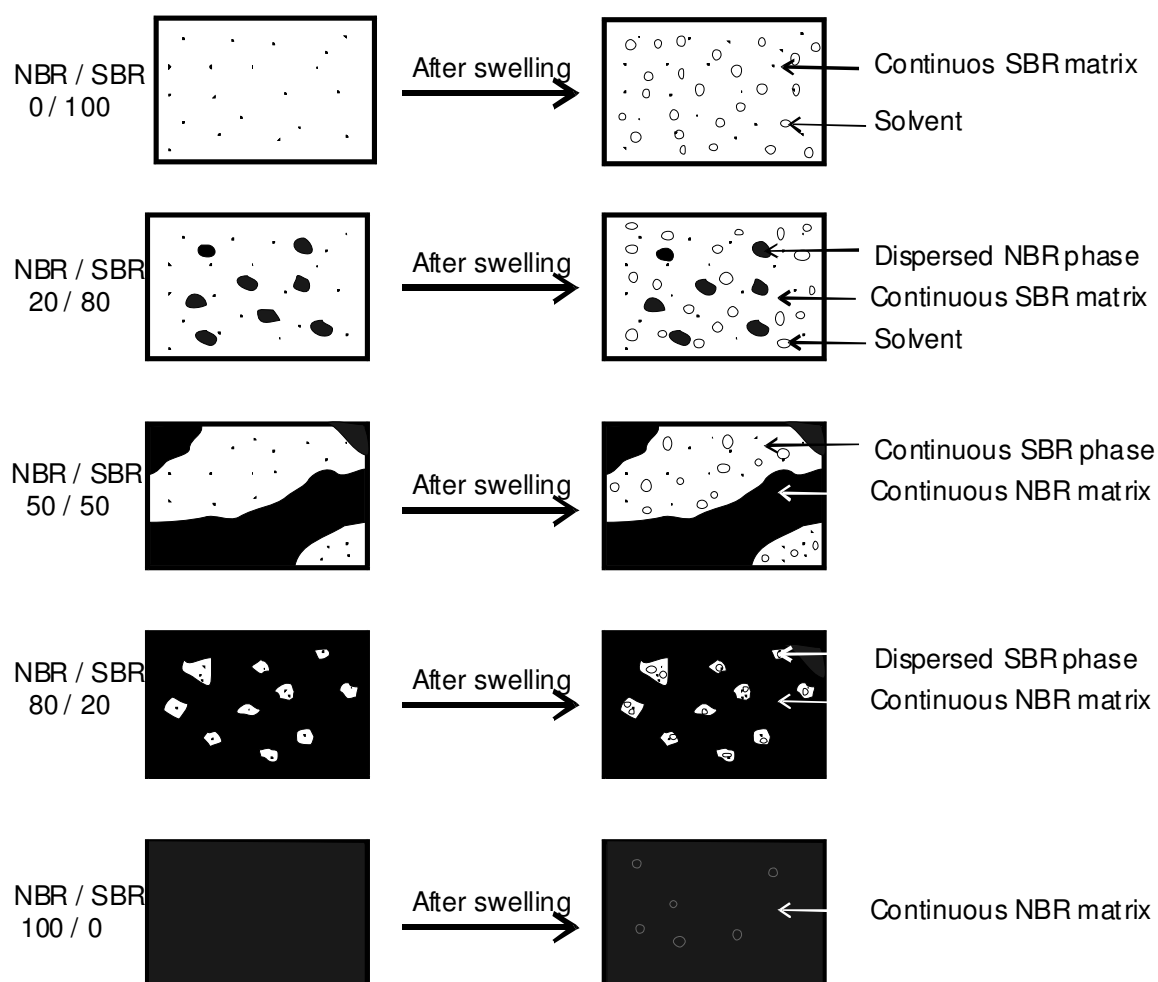 NBR / SBR
0 / 100
After swelling
Continuos SBR matrix
Solvent
NBR / SBR
20 / 80
After swelling
Dispersed NBR phase
Continuous SBR matrix
Solvent
NBR / SBR
50 / 50
After swelling
Continuous SBR phase
Continuous NBR matrix
NBR / SBR
80 / 20
After swelling
Dispersed SBR phase
Continuous NBR matrix
NBR / SBR
100 / 0
After swelling
Continuous NBR matrix